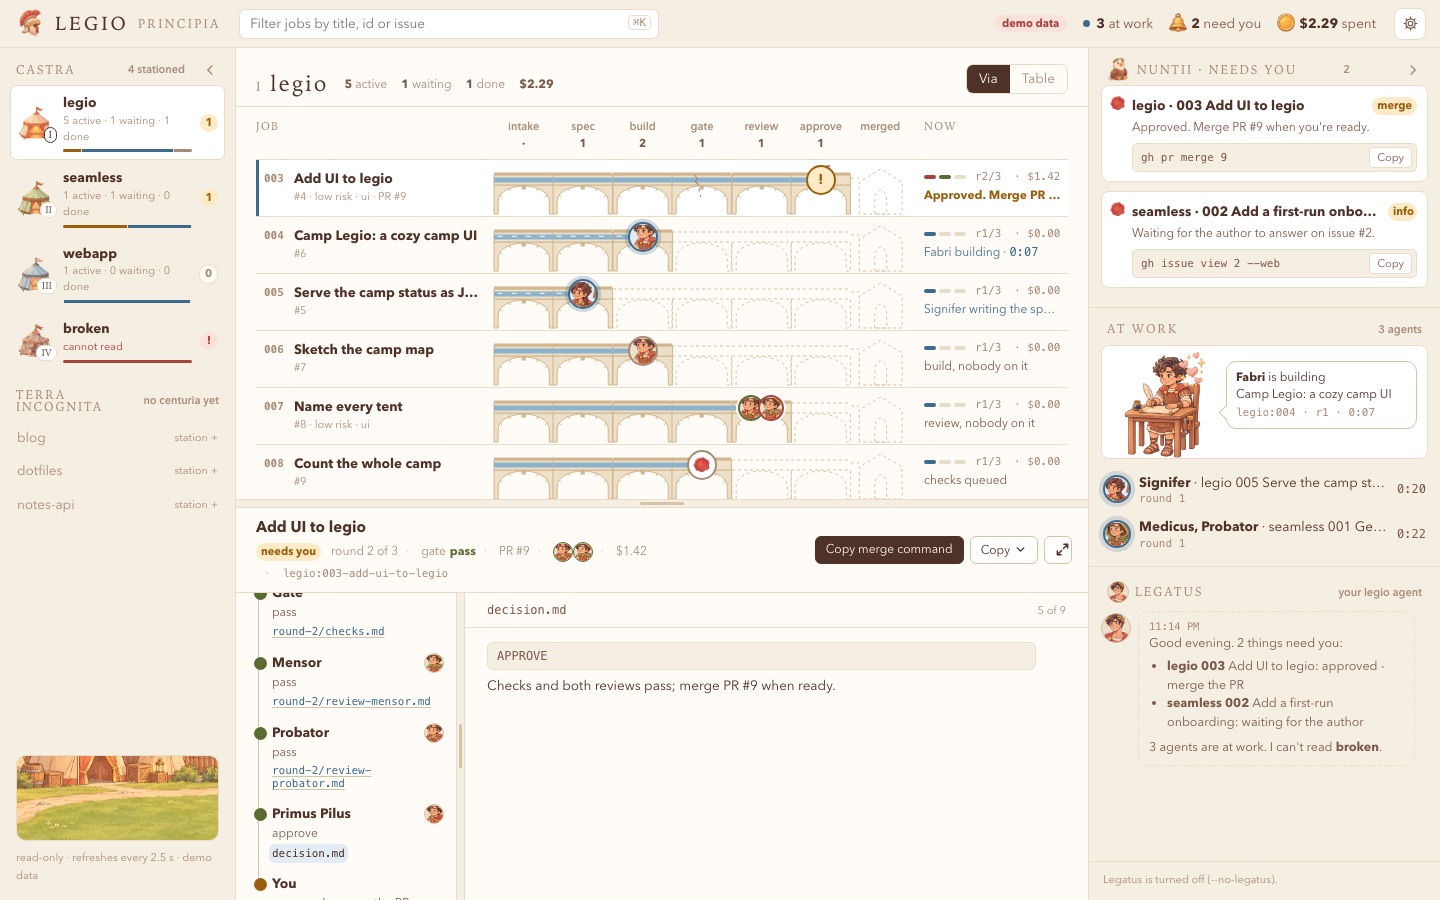 LEGIO PRINCIPIA
Filter jobs by title, id or issue
⌘K
demo data
3 at work
2 need you
$2.29 spent
CASTRA
4 stationed
legio
5 active · 1 waiting · 1
done
1
I
seamless
1 active · 1 waiting · 0
done
1
II
webapp
1 active · 0 waiting · 0
done
0
III
broken
cannot read
!
IV
TERRA
INCOGNITA
no centuria yet
blog
station +
dotfiles
station +
notes-api
station +
read-only · refreshes every 2.5 s · demo
data
I legio 5 active 1 waiting 1 done $2.29
Via Table
JOB intake spec build gate review approve merged NOW
· 1 2 1 1 1
003 Add UI to legio
#4 · low risk · ui · PR #9
!
r2/3 · $1.42
Approved. Merge PR ...
004 Camp Legio: a cozy camp UI
#6
r1/3 · $0.00
Fabri building · 0:07
005 Serve the camp status as J...
#5
r1/3 · $0.00
Signifer writing the sp...
006 Sketch the camp map
#7
r1/3 · $0.00
build, nobody on it
007 Name every tent
#8 · low risk · ui
r1/3 · $0.00
review, nobody on it
008 Count the whole camp
#9
r1/3 · $0.00
checks queued
Add UI to legio
needs you round 2 of 3 · gate pass · PR #9 · · $1.42
· legio:003-add-ui-to-legio
Copy merge command
Copy
Gate
pass
round-2/checks.md
Mensor
pass
round-2/review-mensor.md
Probator
pass
round-2/review-
probator.md
Primus Pilus
approve
decision.md
You
decision.md
5 of 9
APPROVE
Checks and both reviews pass; merge PR #9 when ready.
NUNTII · NEEDS YOU
2
legio · 003 Add UI to legio
merge
Approved. Merge PR #9 when you're ready.
gh pr merge 9
Copy
seamless · 002 Add a first-run onbo...
info
Waiting for the author to answer on issue #2.
gh issue view 2 --web
Copy
AT WORK
3 agents
Fabri is building
Camp Legio: a cozy camp UI
legio:004 · r1 · 0:07
Signifer · legio 005 Serve the camp st...
round 1
0:20
Medicus, Probator · seamless 001 Ge...
round 1
0:22
LEGATUS
your legio agent
11:14 PM
Good evening. 2 things need you:
• legio 003 Add UI to legio: approved -
merge the PR
• seamless 002 Add a first-run
onboarding: waiting for the author
3 agents are at work. I can't read broken.
Legatus is turned off (--no-legatus).